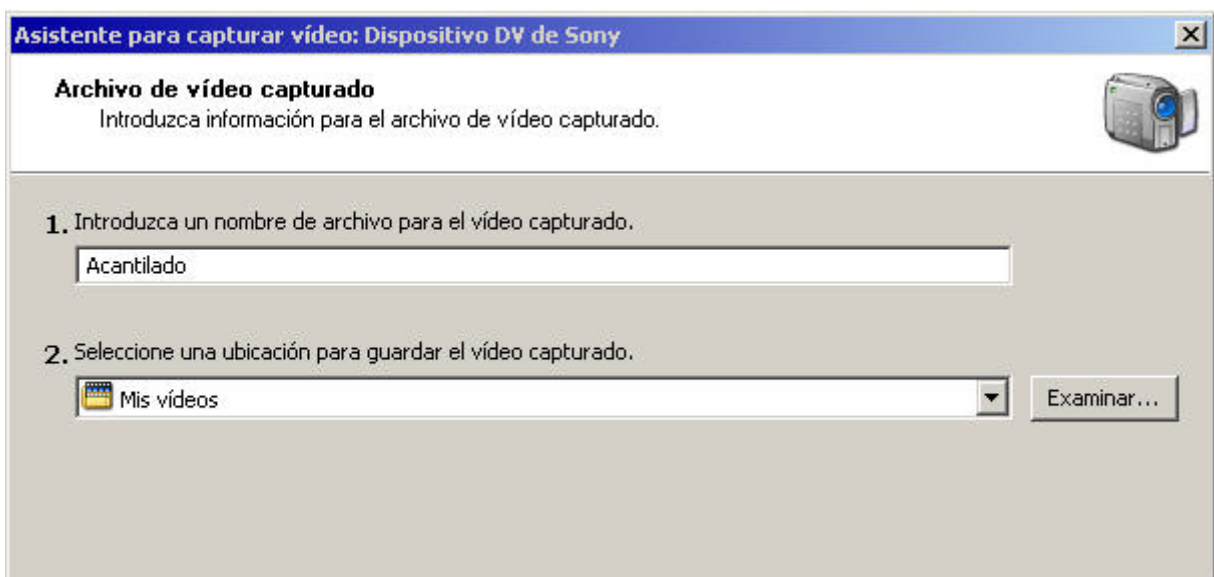 Asistente para capturar vídeo: Dispositivo DV de Sony
Archivo de vídeo capturado
Introduzca información para el archivo de vídeo capturado.
1. Introduzca un nombre de archivo para el vídeo capturado.
Acantilado
2. Seleccione una ubicación para guardar el vídeo capturado.
Mis vídeos
Examinar...